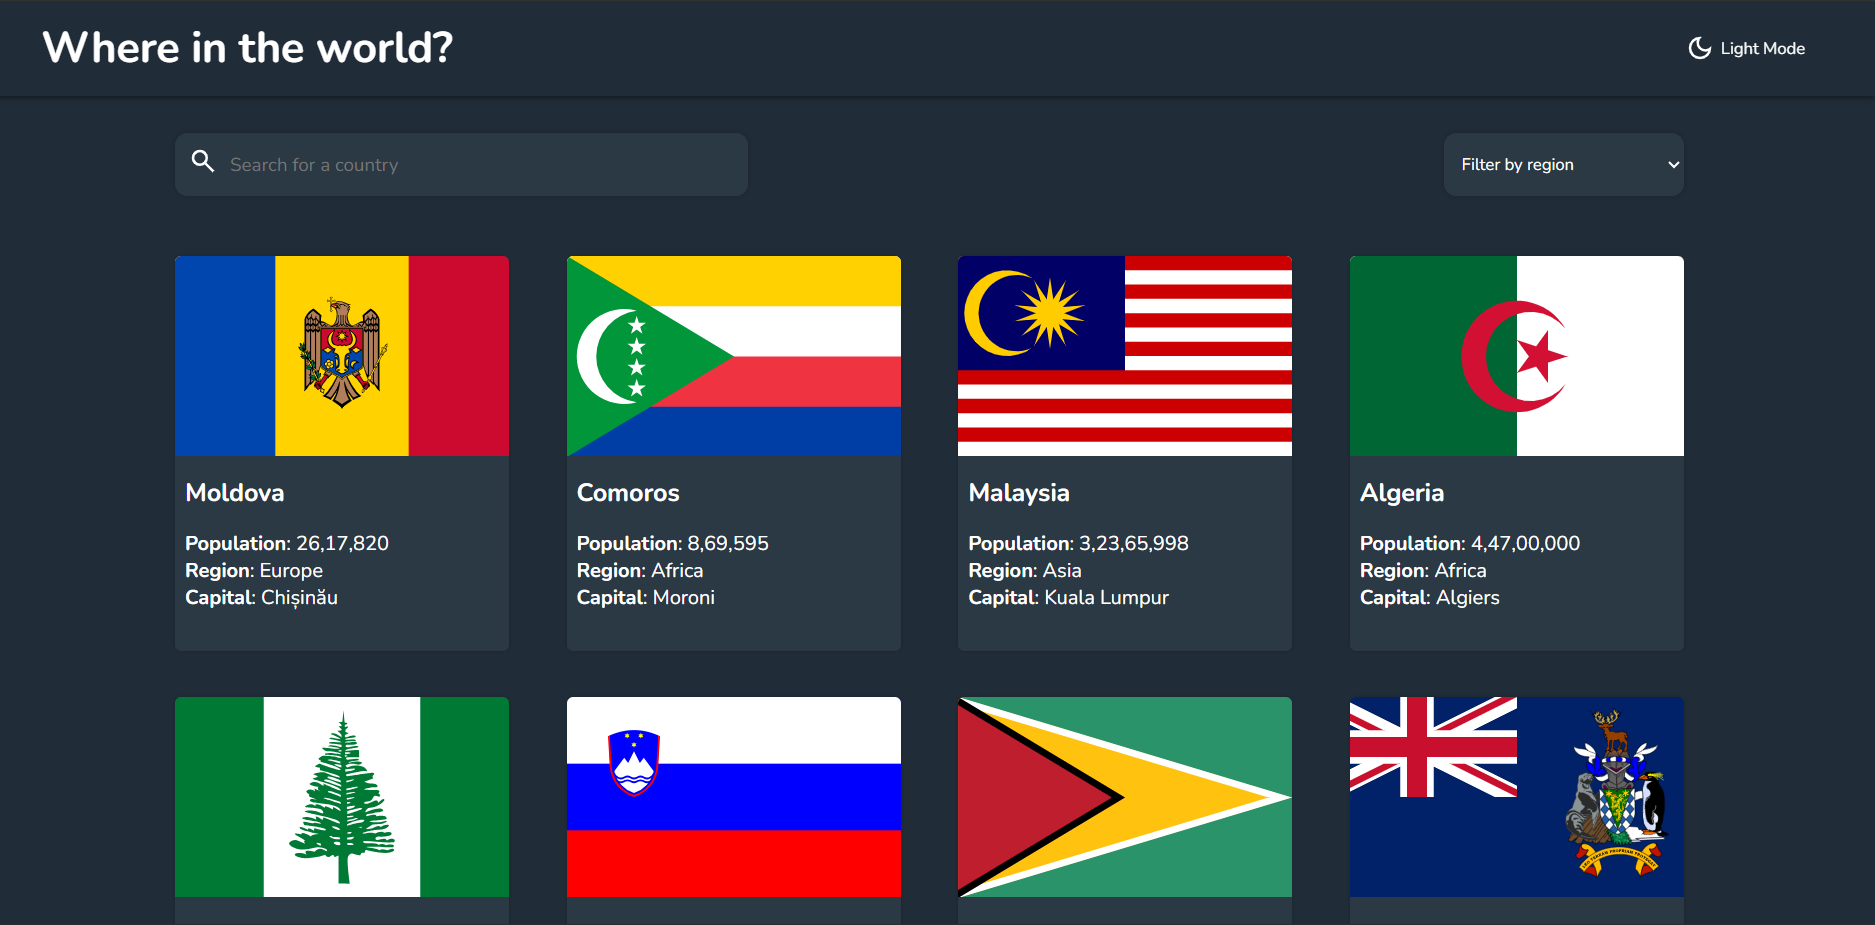 Where in the world?
Light Mode
Search for a country
Filter by region
Moldova
Population: 26,17,820
Region: Europe
Capital: Chișinău
Comoros
Population: 8,69,595
Region: Africa
Capital: Moroni
Malaysia
Population: 3,23,65,998
Region: Asia
Capital: Kuala Lumpur
Algeria
Population: 4,47,00,000
Region: Africa
Capital: Algiers